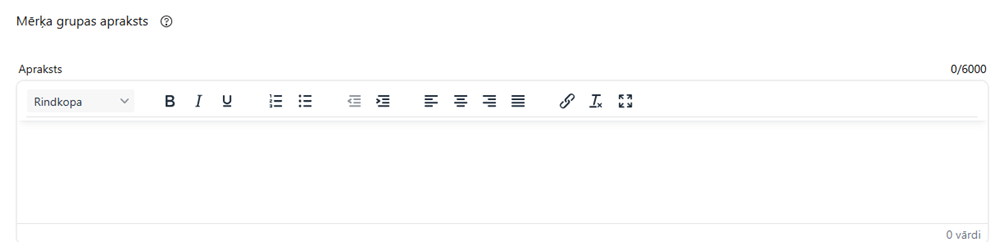 Mērķa grupas apraksts
Apraksts 0/6000
Rindkopa B I U
0 vārdi